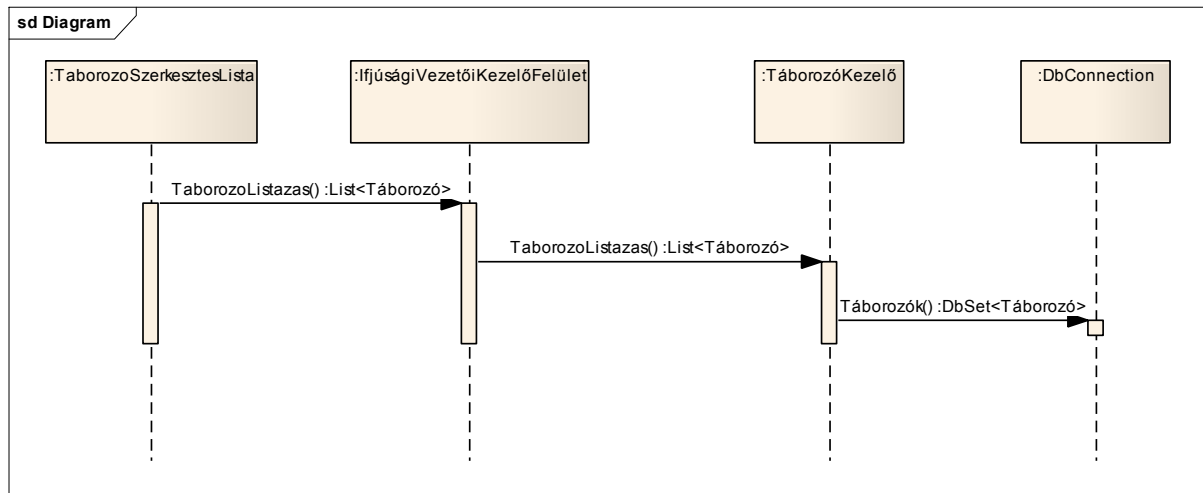 sd Diagram
:TaborozoSzerkesztesLista
:IfjúságiVezetőiKezelőFelület
:TáborozóKezelő
:DbConnection
TaborozoListazas() :List<Táborozó>
TaborozoListazas() :List<Táborozó>
Táborozók() :DbSet<Táborozó>